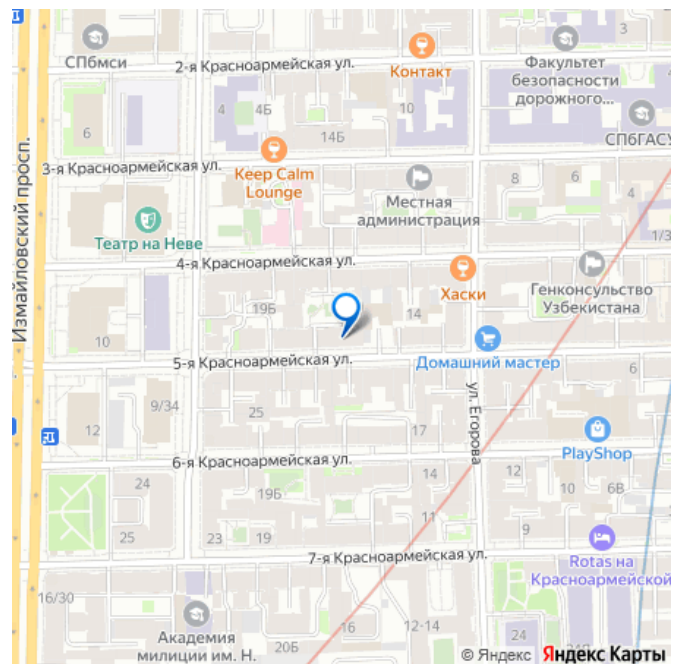 СПбмси
2-я Красноармейская ул.
Контакт
Факультет
безопасности
дорожного...
4
4Б
10
6
14Б
СПбГАСУ
3-я Красноармейская ул.
Keep Calm
Lounge
Местная
администрация
8
6
4
Театр на Неве
1/3
4-я Красноармейская ул.
Хаски
Генконсульство
Узбекистана
Измайловский просп.
19Б
14
10
5-я Красноармейская ул.
Домашний мастер
6
9/34
25
ул. Егорова
12
17
PlayShop
6-я Красноармейская ул.
24
19Б
14
12
10
6В
11
25
23
19
9
7-я Красноармейская ул.
Rotas на
Красноармейской
16/30
Академия
милиции им. Н.
20Б
16
12-14
24
© Яндекс Яндекс Карты